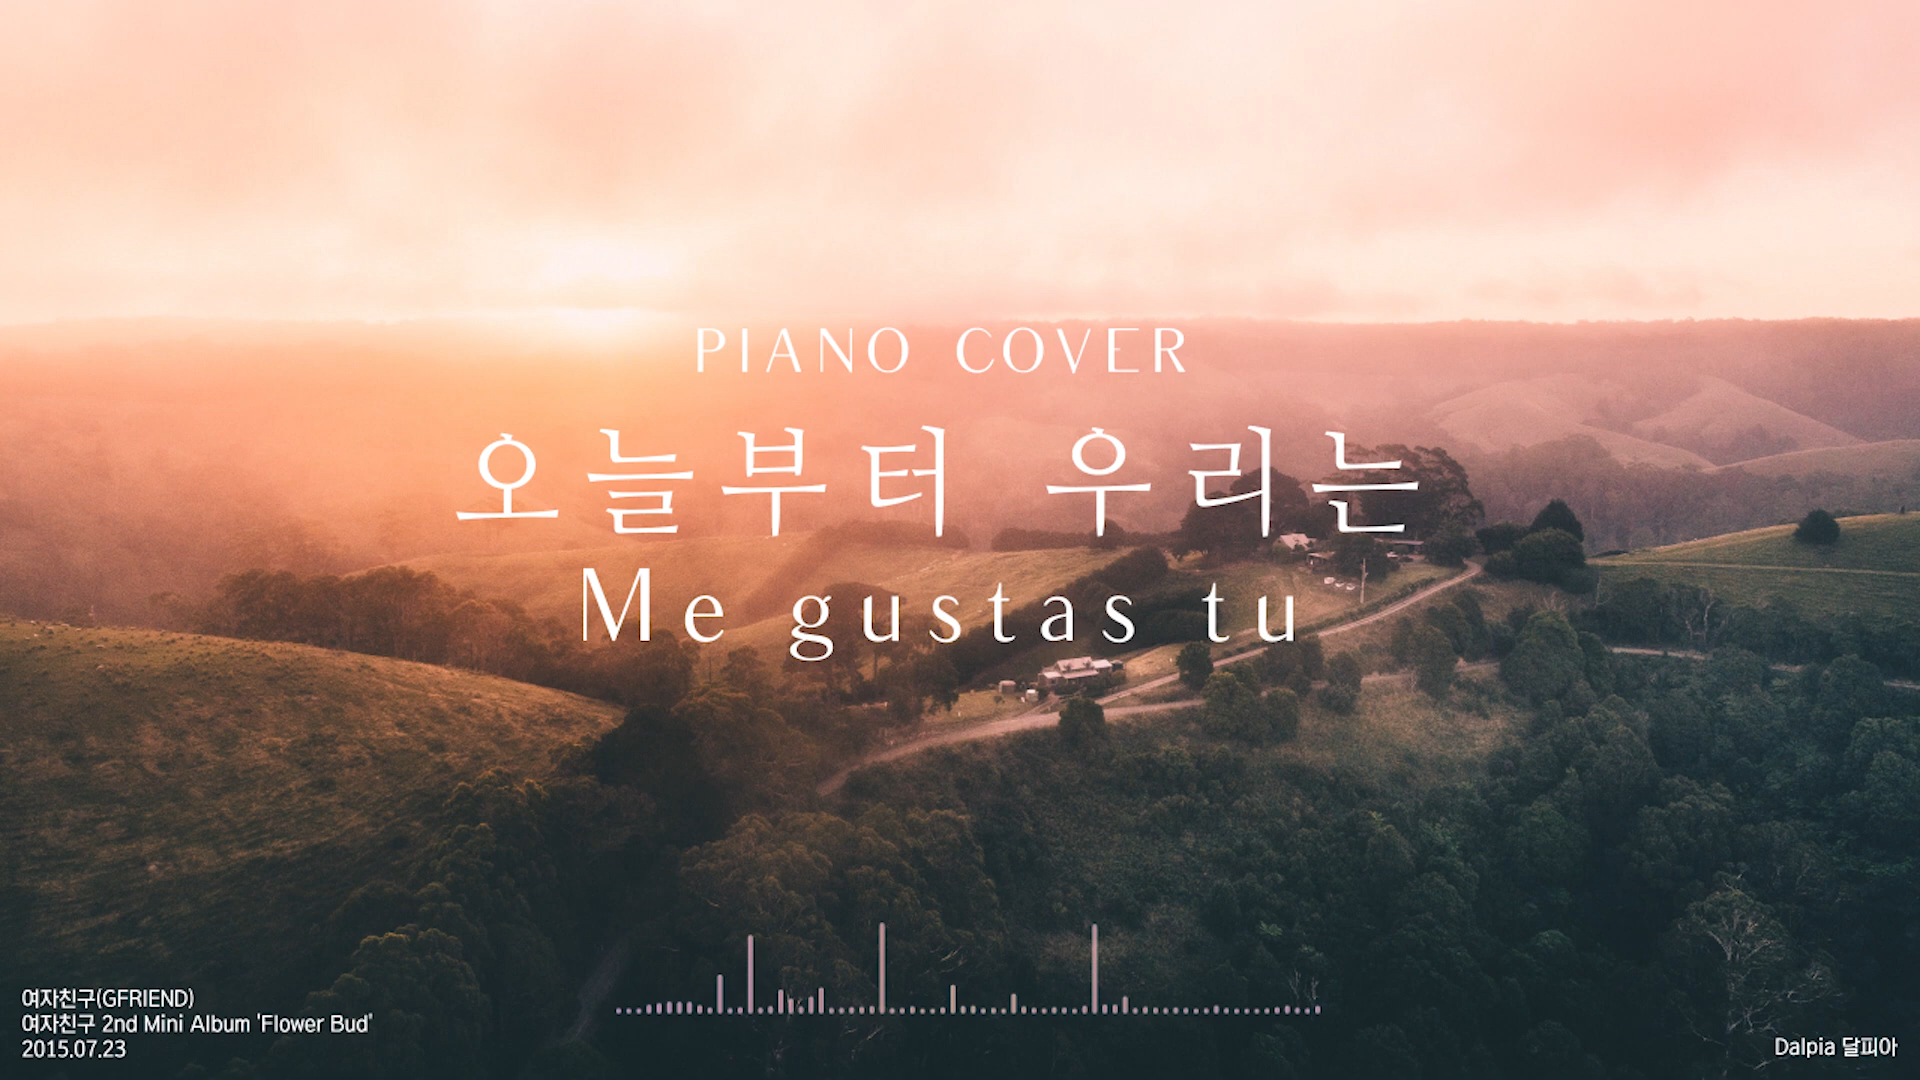 PIANO COVER
오늘부터 우리는
Me gustas tu
여자친구(GFRIEND)
여자친구 2nd Mini Album 'Flower Bud'
2015.07.23
Dalpia 달피아